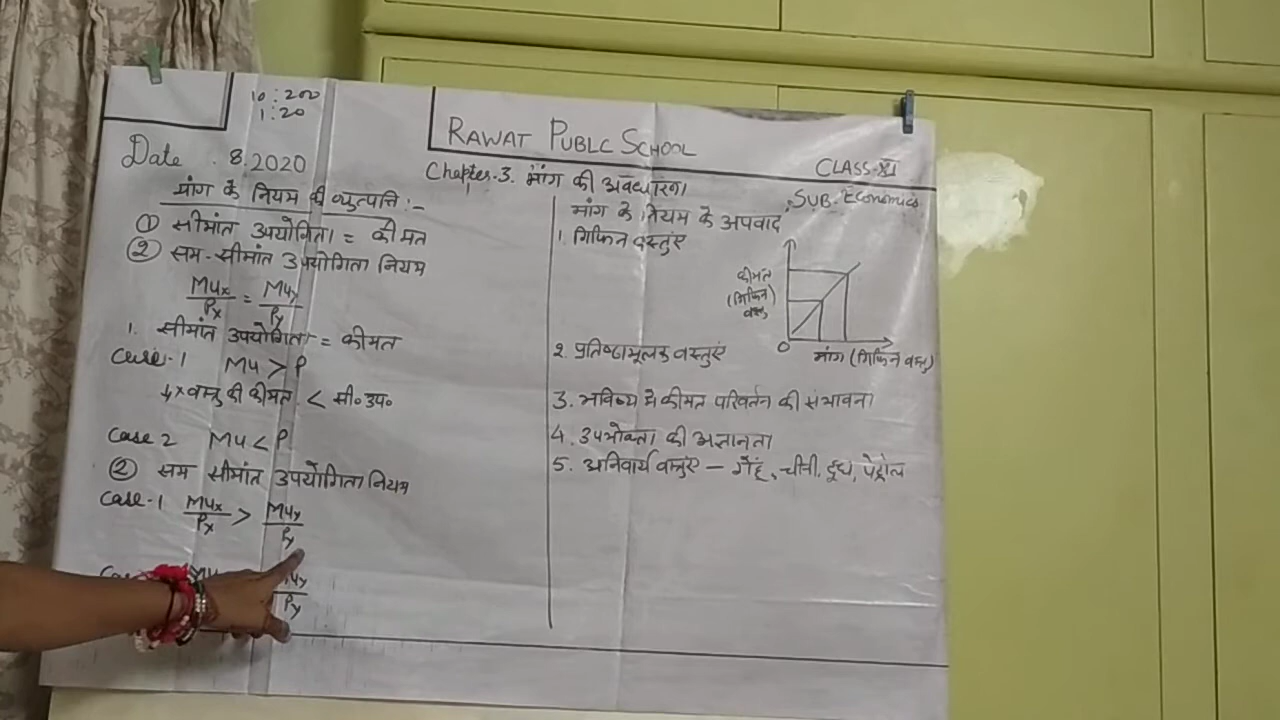 10:200
1:20
RAWAT PUBLC SCHOOL
Date .8.2020
CLASS-XI
Chapter-3. मांग की अवधारणा
SUB. Economics
मांग के नियम की व्युत्पत्ति :-
① सीमांत उपयोगिता = कीमत
② सम-सीमांत उपयोगिता नियम
MUx/Px = MUy/Py
1. सीमांत उपयोगिता = कीमत
Case-1 MU > P
↓x वस्तु की कीमत < सी० उप०
Case 2 MU < P
② सम सीमांत उपयोगिता नियम
Case-1 MUx/Px > MUy/Py
MUy/Py
मांग के नियम के अपवाद
1. गिफिन वस्तुएं
कीमत
(गिफिन)
वस्तु
O
मांग (गिफिन वस्तु)
2. प्रतिष्ठामूलक वस्तुएं
3. भविष्य मे कीमत परिवर्तन की संभावना
4. उपभोक्ता की अज्ञानता
5. अनिवार्य वस्तुएं – गेहूं, चीनी, दूध, पेट्रोल